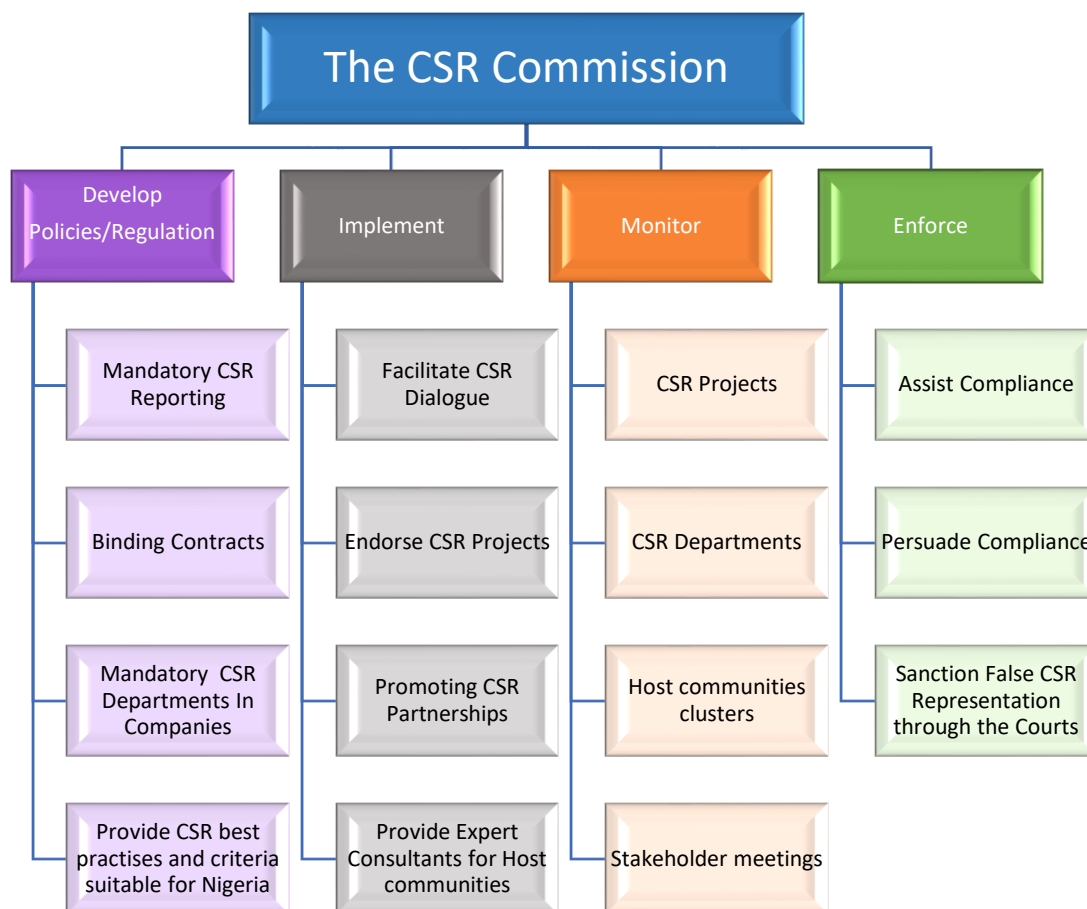 The CSR Commission
Develop
Policies/Regulation
Implement
Monitor
Enforce
Mandatory CSR
Reporting
Binding Contracts
Mandatory CSR
Departments In
Companies
Provide CSR best
practises and criteria
suitable for Nigeria
Facilitate CSR
Dialogue
Endorse CSR Projects
Promoting CSR
Partnerships
Provide Expert
Consultants for Host
communities
CSR Projects
CSR Departments
Host communities
clusters
Stakeholder meetings
Assist Compliance
Persuade Compliance
Sanction False CSR
Representation
through the Courts